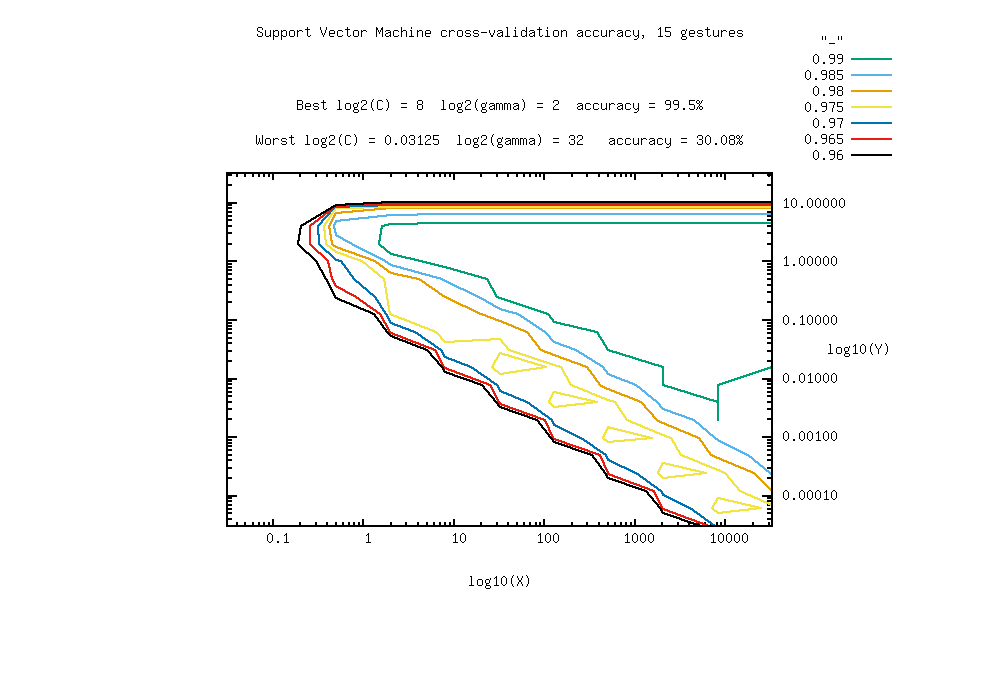 Support Vector Machine cross-validation accuracy, 15 gestures
"_"
0.99
0.985
0.98
0.975
0.97
0.965
0.96
Best log2(C) = 8  log2(gamma) = 2  accuracy = 99.5%
Worst log2(C) = 0.03125  log2(gamma) = 32   accuracy = 30.08%
10.00000
1.00000
0.10000
log10(Y)
0.01000
0.00100
0.00010
0.1 1 10 100 1000 10000
log10(X)